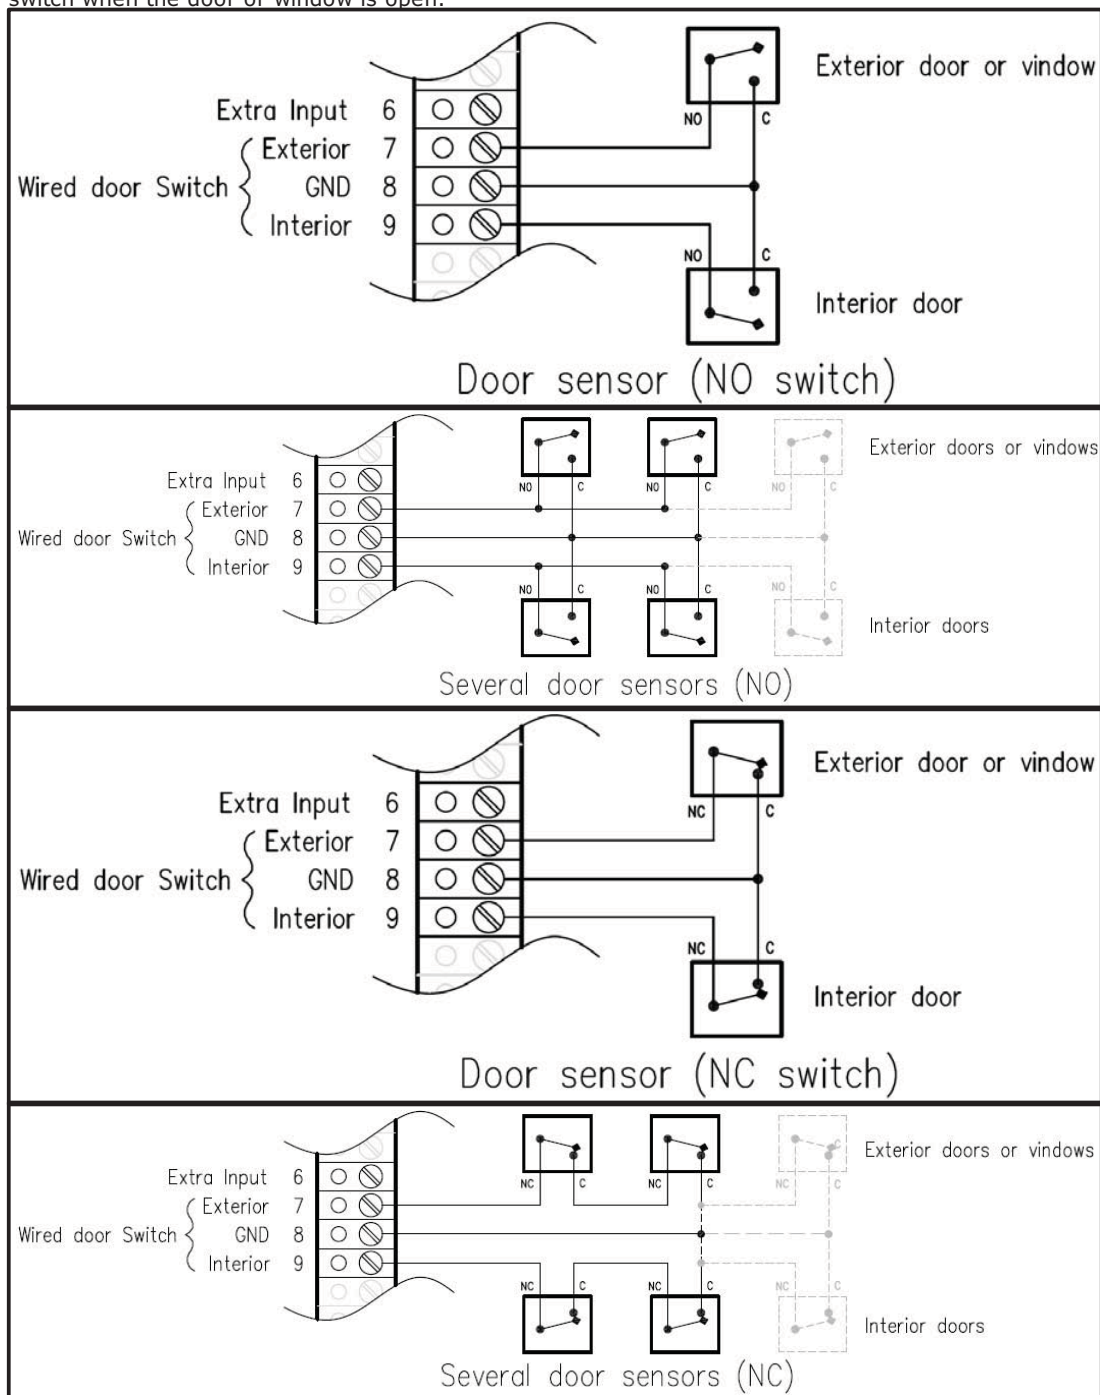 switch when the door or window is open.
Exterior door or vindow
NO C
Extra Input 6
Exterior 7
Wired door Switch GND 8
Interior 9
NO C
Interior door
Door sensor (NO switch)
Exterior doors or vindows
Extra Input 6
NO C NO C NO C
Exterior 7
Wired door Switch GND 8
Interior 9
NO C NO C NO C
Interior doors
Several door sensors (NO)
Exterior door or vindow
Extra Input 6
NC C
Exterior 7
Wired door Switch GND 8
Interior 9
NC C
Interior door
Door sensor (NC switch)
C
Exterior doors or vindows
Extra Input 6
NC C NC C NC
Exterior 7
Wired door Switch GND 8
Interior 9
NC C NC C NC C
Interior doors
Several door sensors (NC)